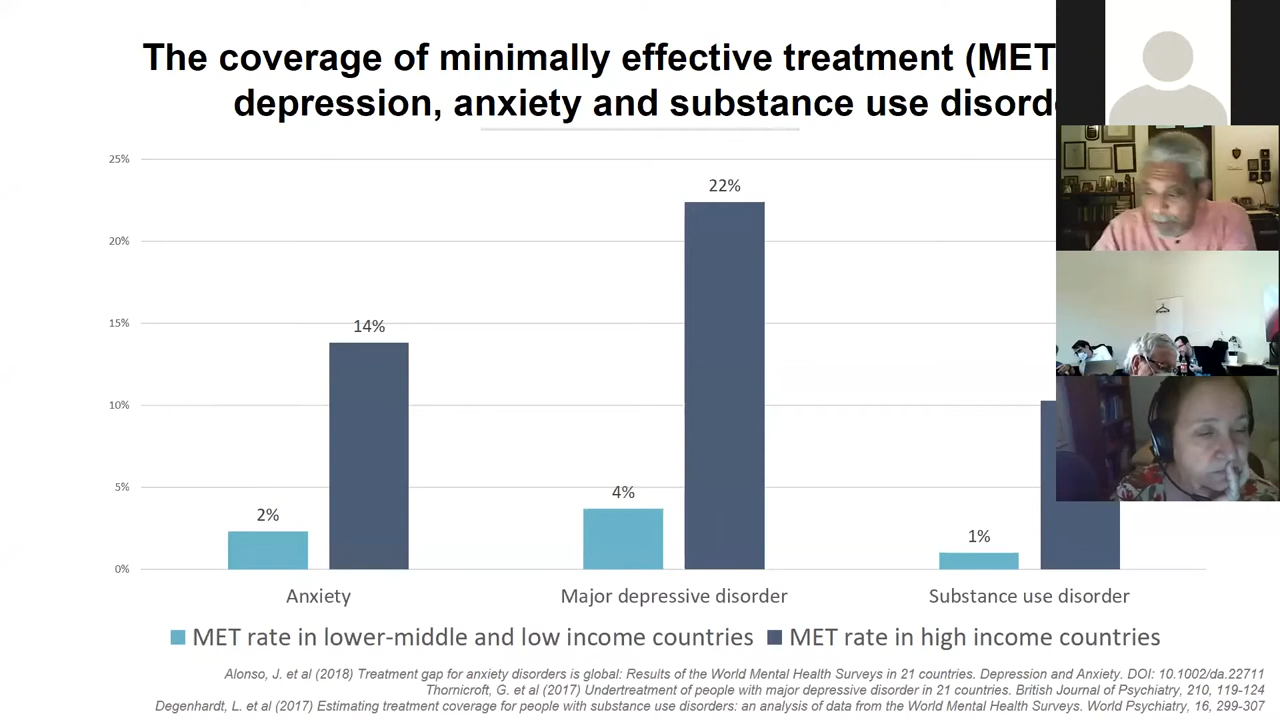 The coverage of minimally effective treatment (MET
depression, anxiety and substance use
25%
20%
15%
10%
5%
0%
2%
14%
4%
22%
1%
Anxiety
Major depressive disorder
Substance use disorder
MET rate in lower-middle and low income countries
MET rate in high income countries
Alonso, J. et al (2018) Treatment gap for anxiety disorders is global: Results of the World Mental Health Surveys in 21 countries. Depression and Anxiety. DOI: 10.1002/da.22711
Thornicroft, G. et al (2017) Undertreatment of people with major depressive disorder in 21 countries. British Journal of Psychiatry, 210, 119-124
Degenhardt, L. et al (2017) Estimating treatment coverage for people with substance use disorders: an analysis of data from the World Mental Health Surveys. World Psychiatry, 16, 299-307